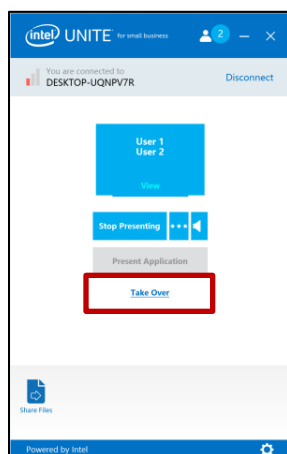 intel UNITE for small business 2
You are connected to
DESKTOP-UQNPV7R
Disconnect
User 1
User 2
View
Stop Presenting
Present Application
Take Over
Share Files
Powered by Intel